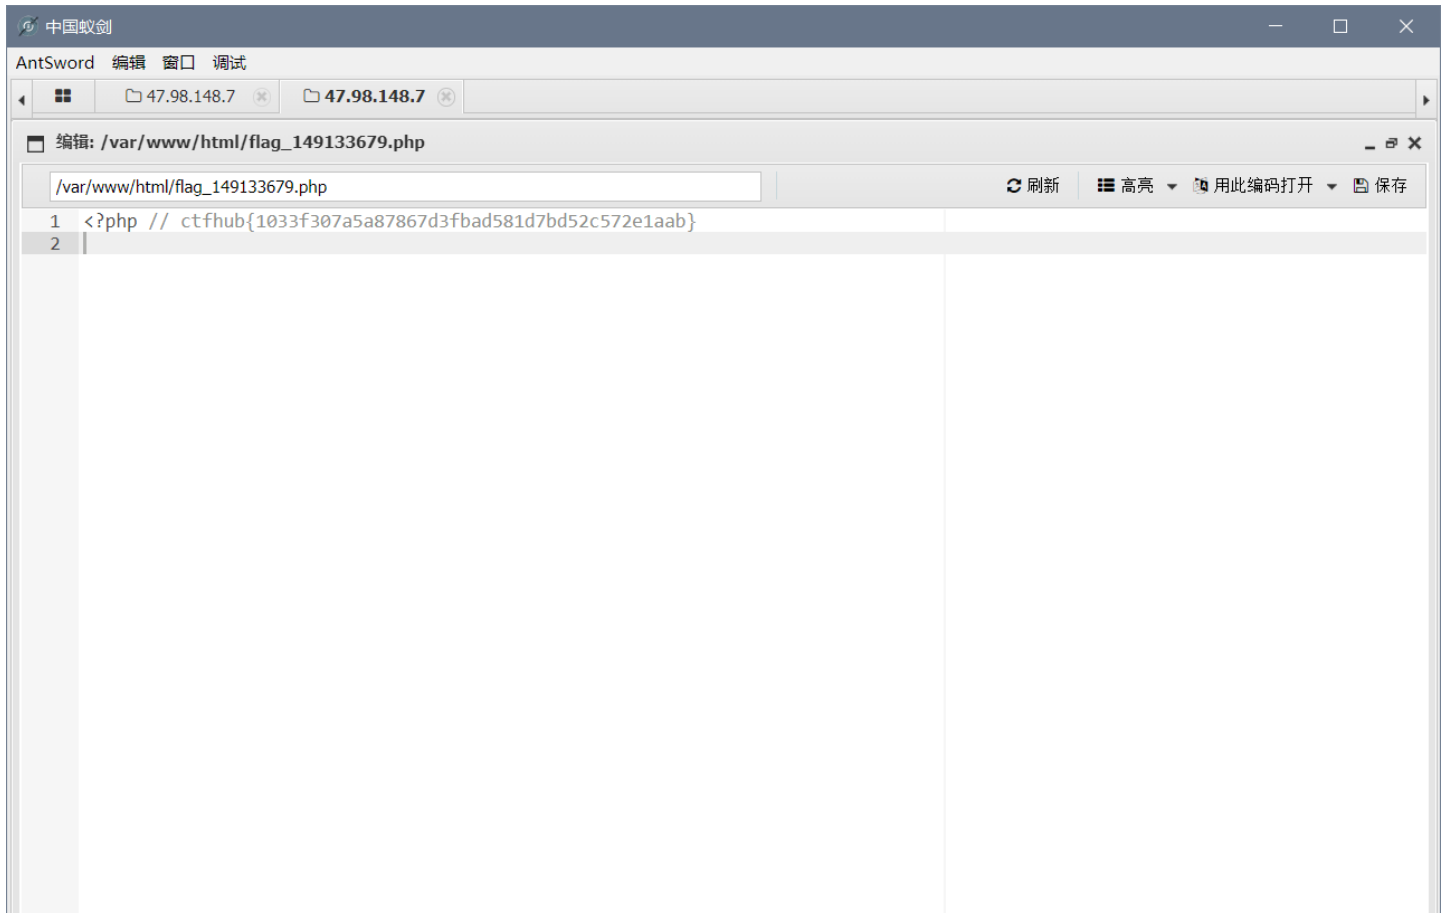 中国蚁剑
AntSword 编辑 窗口 调试
47.98.148.7 47.98.148.7
编辑: /var/www/html/flag_149133679.php
/var/www/html/flag_149133679.php 刷新 高亮 用此编码打开 保存
1 <?php // ctfhub{1033f307a5a87867d3fbad581d7bd52c572e1aab}
2